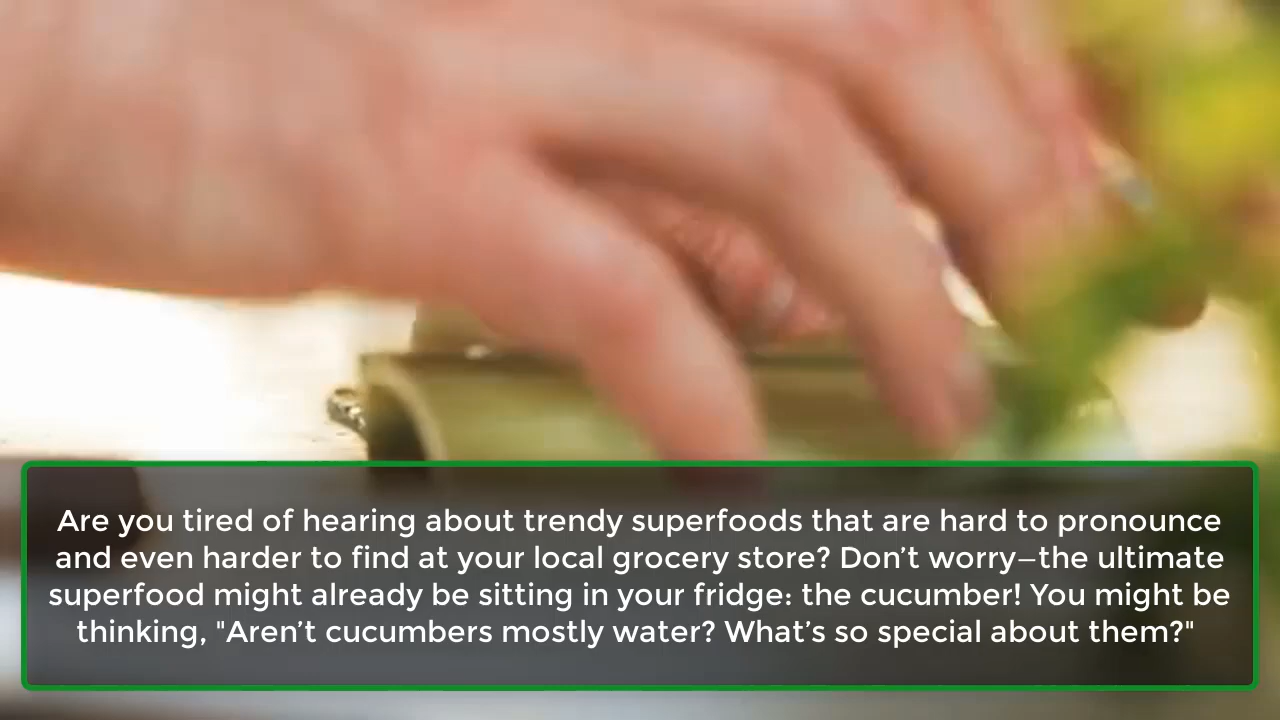 Are you tired of hearing about trendy superfoods that are hard to pronounce
and even harder to find at your local grocery store? Don’t worry—the ultimate
superfood might already be sitting in your fridge: the cucumber! You might be
thinking, "Aren’t cucumbers mostly water? What’s so special about them?"